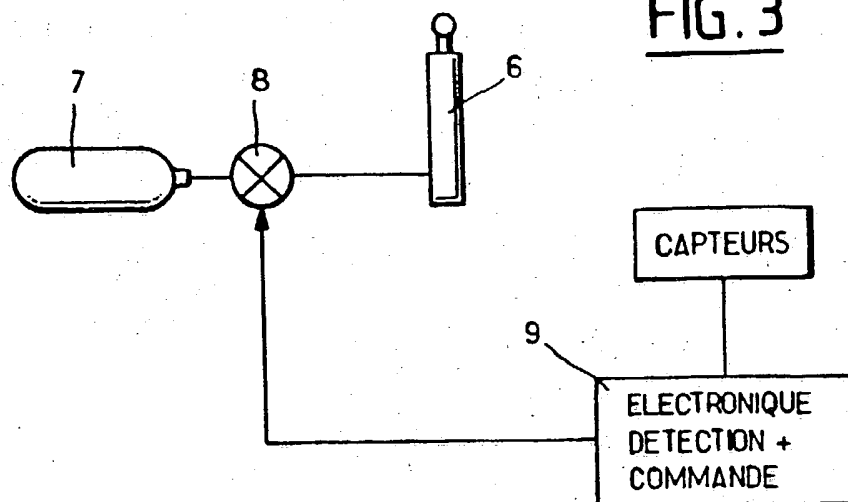 FIG. 3
7
8
6
CAPTEURS
9
ELECTRONIQUE
DETECTION +
COMMANDE